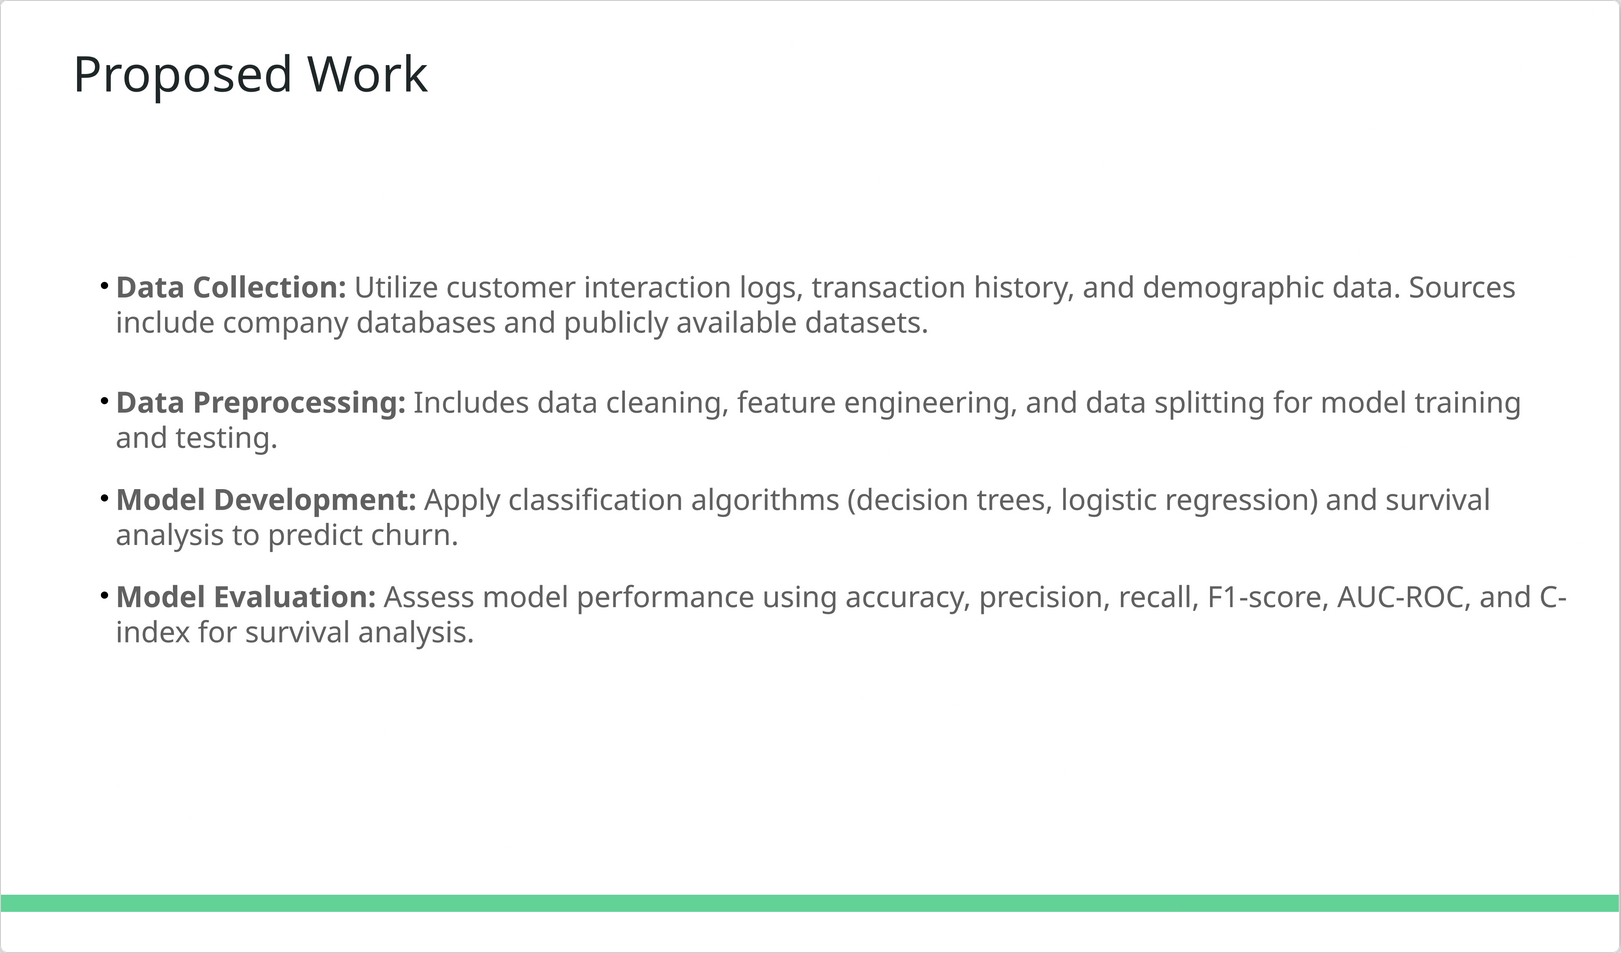 Proposed Work
• Data Collection: Utilize customer interaction logs, transaction history, and demographic data. Sources
include company databases and publicly available datasets.
• Data Preprocessing: Includes data cleaning, feature engineering, and data splitting for model training
and testing.
• Model Development: Apply classification algorithms (decision trees, logistic regression) and survival
analysis to predict churn.
• Model Evaluation: Assess model performance using accuracy, precision, recall, F1-score, AUC-ROC, and C-
index for survival analysis.